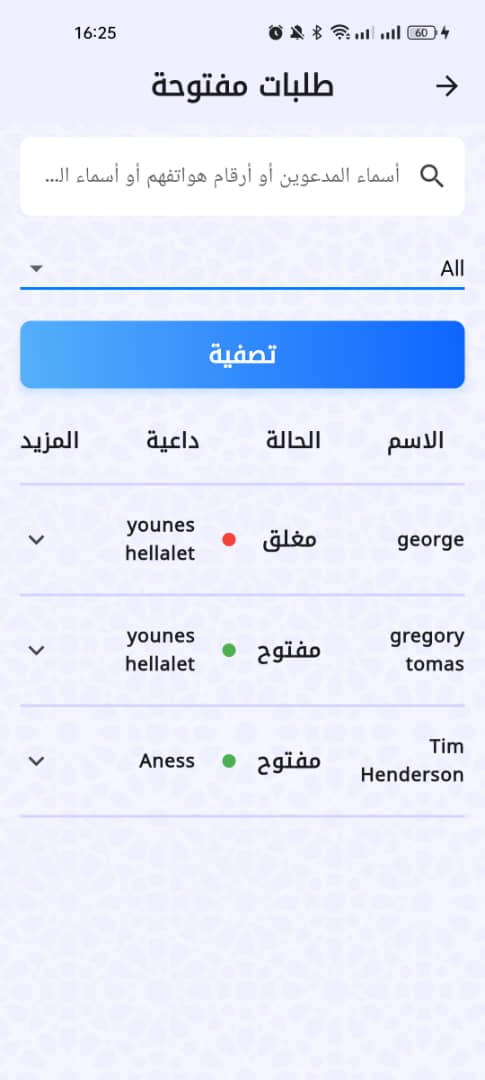 16:25
60
طلبات مفتوحة
أسماء المدعوين أو أرقام هواتفهم أو أسماء الـ...
All
تصفية
الاسم الحالة داعية المزيد
george مغلق younes hellalet
gregory tomas مفتوح younes hellalet
Tim Henderson مفتوح Aness